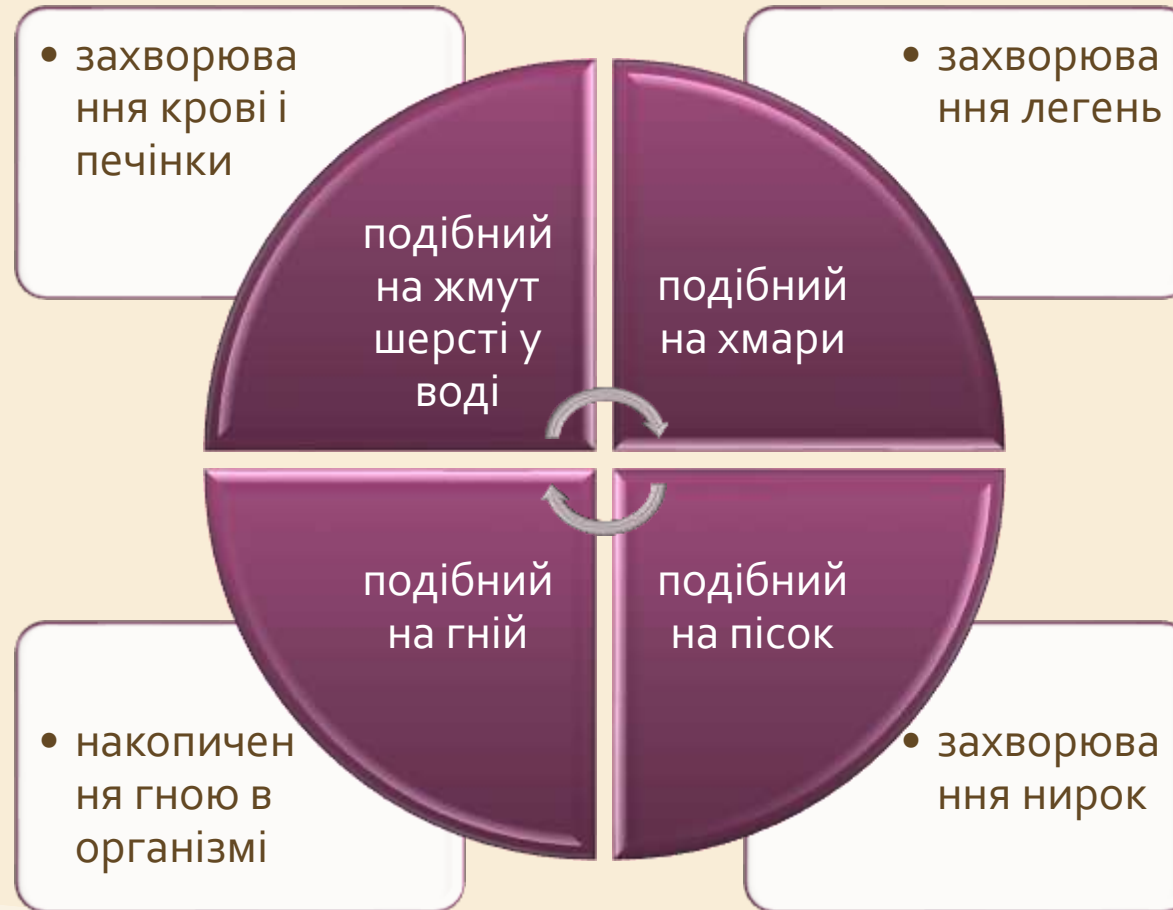 • захворюва
ння крові і
печінки
• захворюва
ння легень
подібний
на жмут
шерсті у
воді
подібний
на хмари
подібний
на гній
подібний
на пісок
• накопичен
ня гною в
організмі
• захворюва
ння нирок